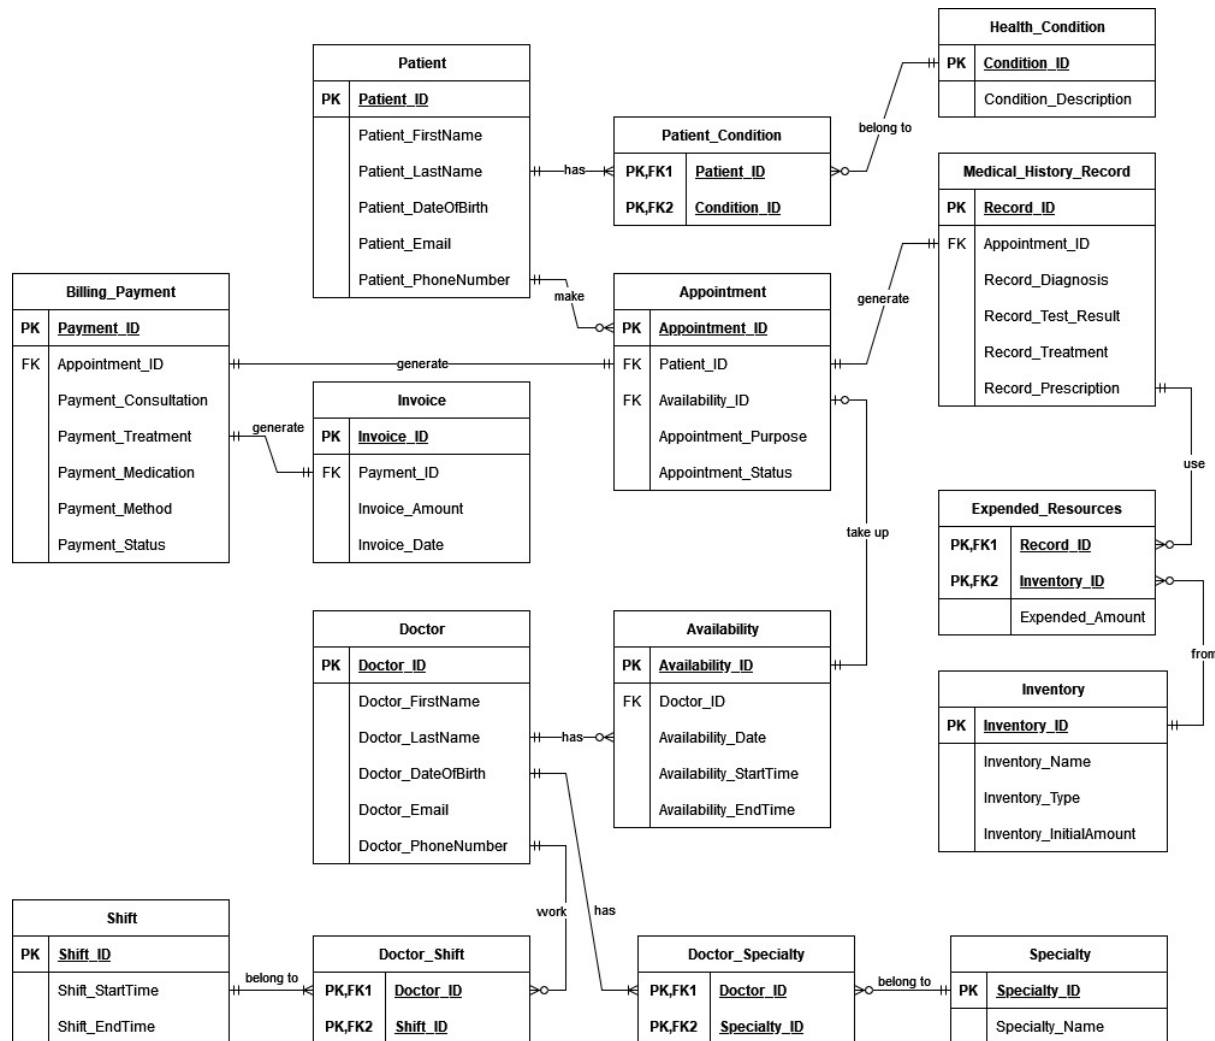 Health_Condition
PK Condition_ID
Condition_Description
Patient
PK Patient_ID
Patient_FirstName
Patient_LastName
Patient_DateOfBirth
Patient_Email
Patient_PhoneNumber
has
Patient_Condition
PK,FK1 Patient_ID
PK,FK2 Condition_ID
belong to
Medical_History_Record
PK Record_ID
FK Appointment_ID
Record_Diagnosis
Record_Test_Result
Record_Treatment
Record_Prescription
make
generate
Billing_Payment
PK Payment_ID
FK Appointment_ID
Payment_Consultation
Payment_Treatment
Payment_Medication
Payment_Method
Payment_Status
generate
generate
Invoice
PK Invoice_ID
FK Payment_ID
Invoice_Amount
Invoice_Date
Appointment
PK Appointment_ID
FK Patient_ID
FK Availability_ID
Appointment_Purpose
Appointment_Status
take up
use
Expended_Resources
PK,FK1 Record_ID
PK,FK2 Inventory_ID
Expended_Amount
from
Doctor
PK Doctor_ID
Doctor_FirstName
Doctor_LastName
Doctor_DateOfBirth
Doctor_Email
Doctor_PhoneNumber
has
Availability
PK Availability_ID
FK Doctor_ID
Availability_Date
Availability_StartTime
Availability_EndTime
Inventory
PK Inventory_ID
Inventory_Name
Inventory_Type
Inventory_InitialAmount
work
has
Shift
PK Shift_ID
Shift_StartTime
Shift_EndTime
belong to
Doctor_Shift
PK,FK1 Doctor_ID
PK,FK2 Shift_ID
Doctor_Specialty
PK,FK1 Doctor_ID
PK,FK2 Specialty_ID
belong to
Specialty
PK Specialty_ID
Specialty_Name